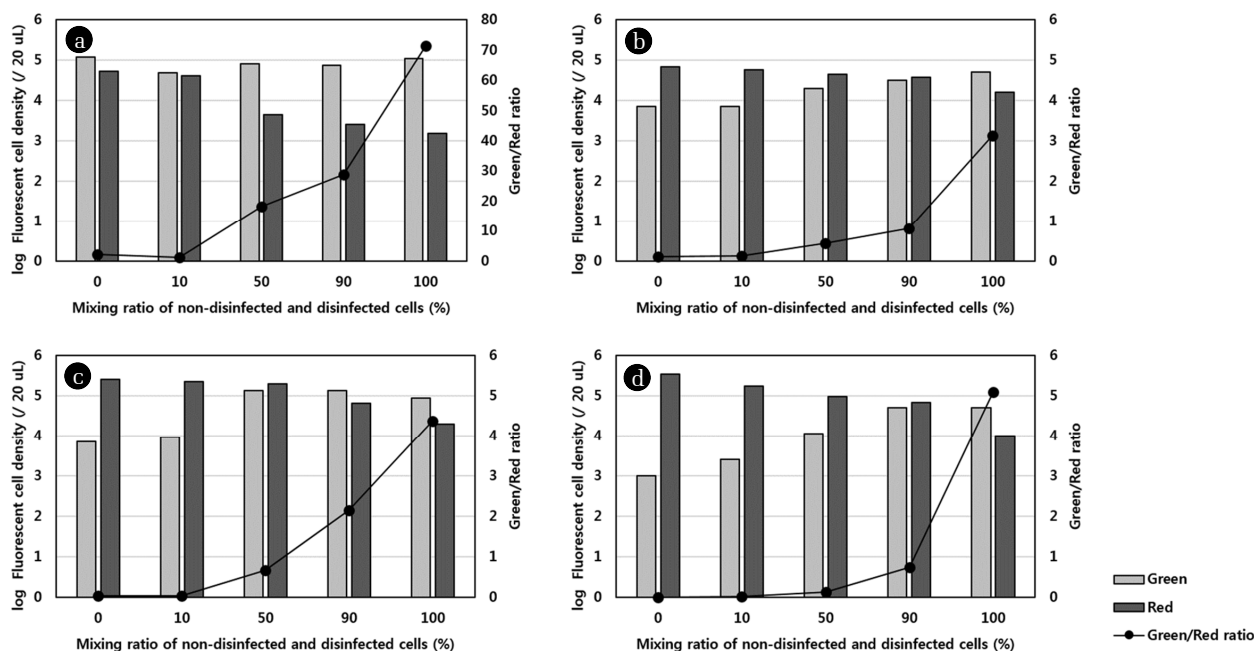 a
log Fluorescent cell density (/ 20 uL)
6
5
4
3
2
1
0
80
70
60
50
40
30
20
10
0
Green/Red ratio
0 10 50 90 100
Mixing ratio of non-disinfected and disinfected cells (%)
b
log Fluorescent cell density (/ 20 uL)
6
5
4
3
2
1
0
6
5
4
3
2
1
0
Green/Red ratio
0 10 50 90 100
Mixing ratio of non-disinfected and disinfected cells (%)
c
log Fluorescent cell density (/ 20 uL)
6
5
4
3
2
1
0
6
5
4
3
2
1
0
Green/Red ratio
0 10 50 90 100
Mixing ratio of non-disinfected and disinfected cells (%)
d
log Fluorescent cell density (/ 20 uL)
6
5
4
3
2
1
0
6
5
4
3
2
1
0
Green/Red ratio
0 10 50 90 100
Mixing ratio of non-disinfected and disinfected cells (%)
Green
Red
Green/Red ratio